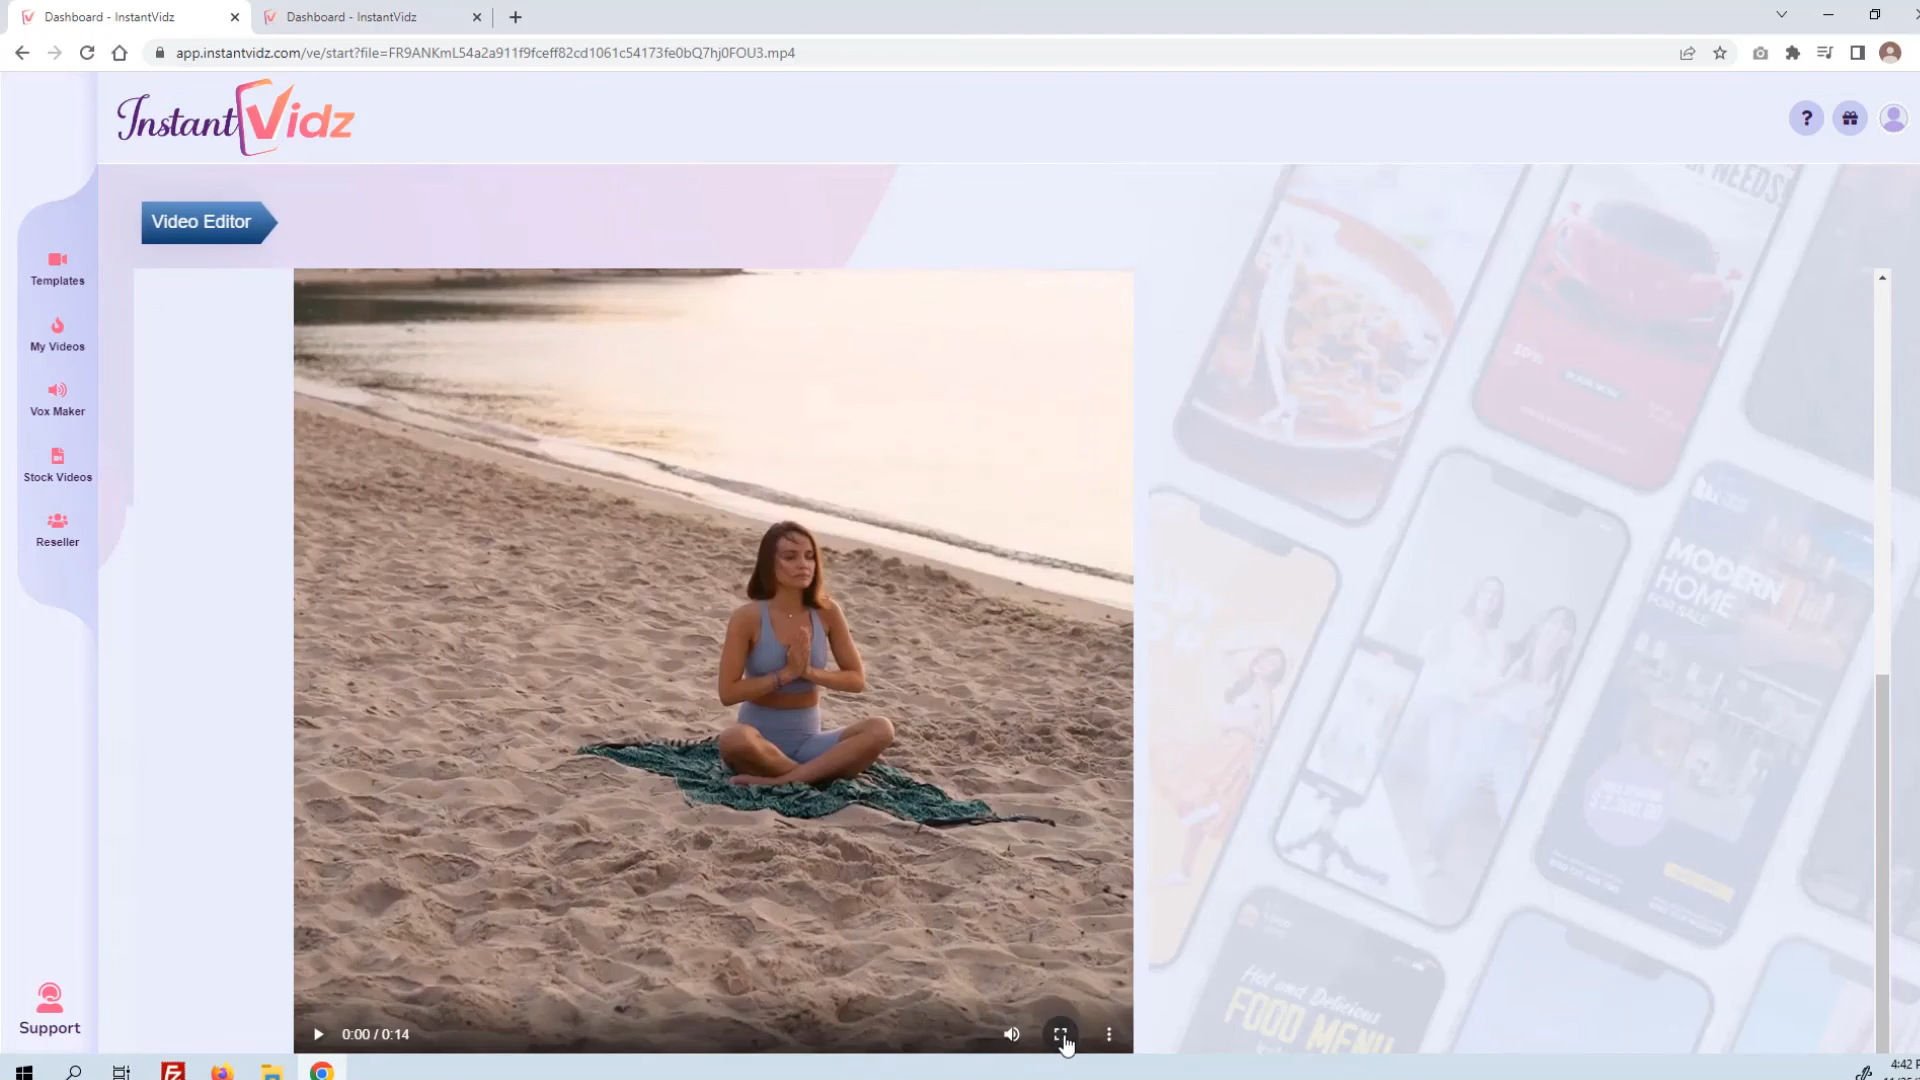 Dashboard - InstantVidz
Dashboard - InstantVidz
app.instantvidz.com/ve/start?file=FR9ANKmL54a2a911f9fceff82cd1061c54173fe0bQ7hj0FOU3.mp4
InstantVidz
?
NEEDS!
Video Editor
Templates
My Videos
Vox Maker
Stock Videos
Reseller
MODERN
HOME
FOR SALE
Hot and Delicious
FOOD MENU
Support
0:00 / 0:14
4:42 P